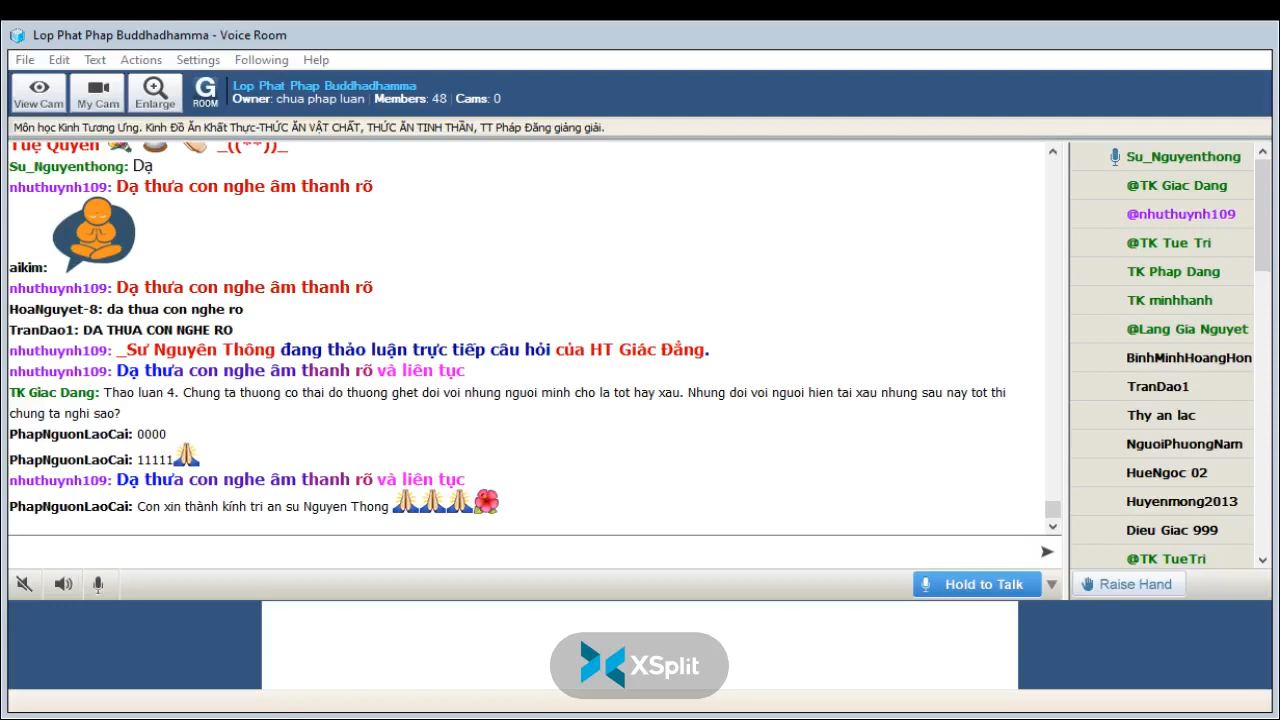 Lop Phat Phap Buddhadhamma - Voice Room
File Edit Text Actions Settings Following Help
View Cam My Cam Enlarge G ROOM
Lop Phat Phap Buddhadhamma
Owner: chua phap luan | Members: 48 | Cams: 0
Môn học Kinh Tương Ưng. Kinh Đồ Ăn Khất Thực-THỨC ĂN VẬT CHẤT, THỨC ĂN TINH THẦN, TT Pháp Đăng giảng giải.
Tuệ Quyên _((**))_
Su_Nguyenthong: Dạ
nhuthuynh109: Dạ thưa con nghe âm thanh rõ
aikim:
nhuthuynh109: Dạ thưa con nghe âm thanh rõ
HoaNguyet-8: da thua con nghe ro
TranDao1: DA THUA CON NGHE RO
nhuthuynh109: _Sư Nguyên Thông đang thảo luận trực tiếp câu hỏi của HT Giác Đẳng.
nhuthuynh109: Dạ thưa con nghe âm thanh rõ và liên tục
TK Giac Dang: Thao luan 4. Chung ta thuong co thai do thuong ghet doi voi nhung nguoi minh cho la tot hay xau. Nhung doi voi nguoi hien tai xau nhung sau nay tot thi
chung ta nghi sao?
PhapNguonLaoCai: 0000
PhapNguonLaoCai: 11111
nhuthuynh109: Dạ thưa con nghe âm thanh rõ và liên tục
PhapNguonLaoCai: Con xin thành kính tri an su Nguyen Thong
Su_Nguyenthong
@TK Giac Dang
@nhuthuynh109
@TK Tue Tri
TK Phap Dang
TK minhhanh
@Lang Gia Nguyet
BinhMinhHoangHon
TranDao1
Thy an lac
NguoiPhuongNam
HueNgoc 02
Huyenmong2013
Dieu Giac 999
@TK TueTri
Hold to Talk
Raise Hand
XSplit